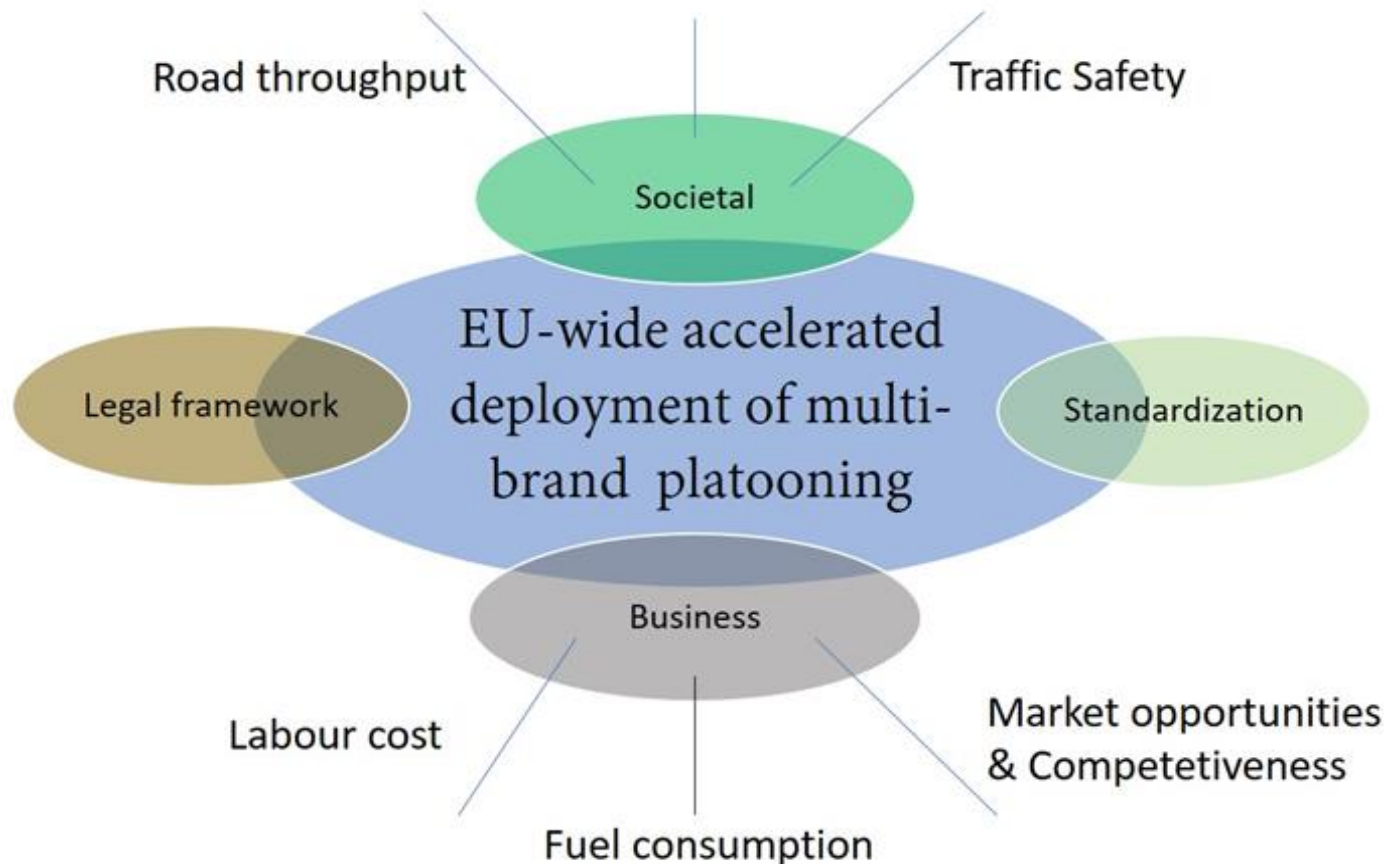 Road throughput
Traffic Safety
Societal
EU-wide accelerated
deployment of multi-
brand platooning
Legal framework
Standardization
Business
Labour cost
Market opportunities
& Competetiveness
Fuel consumption